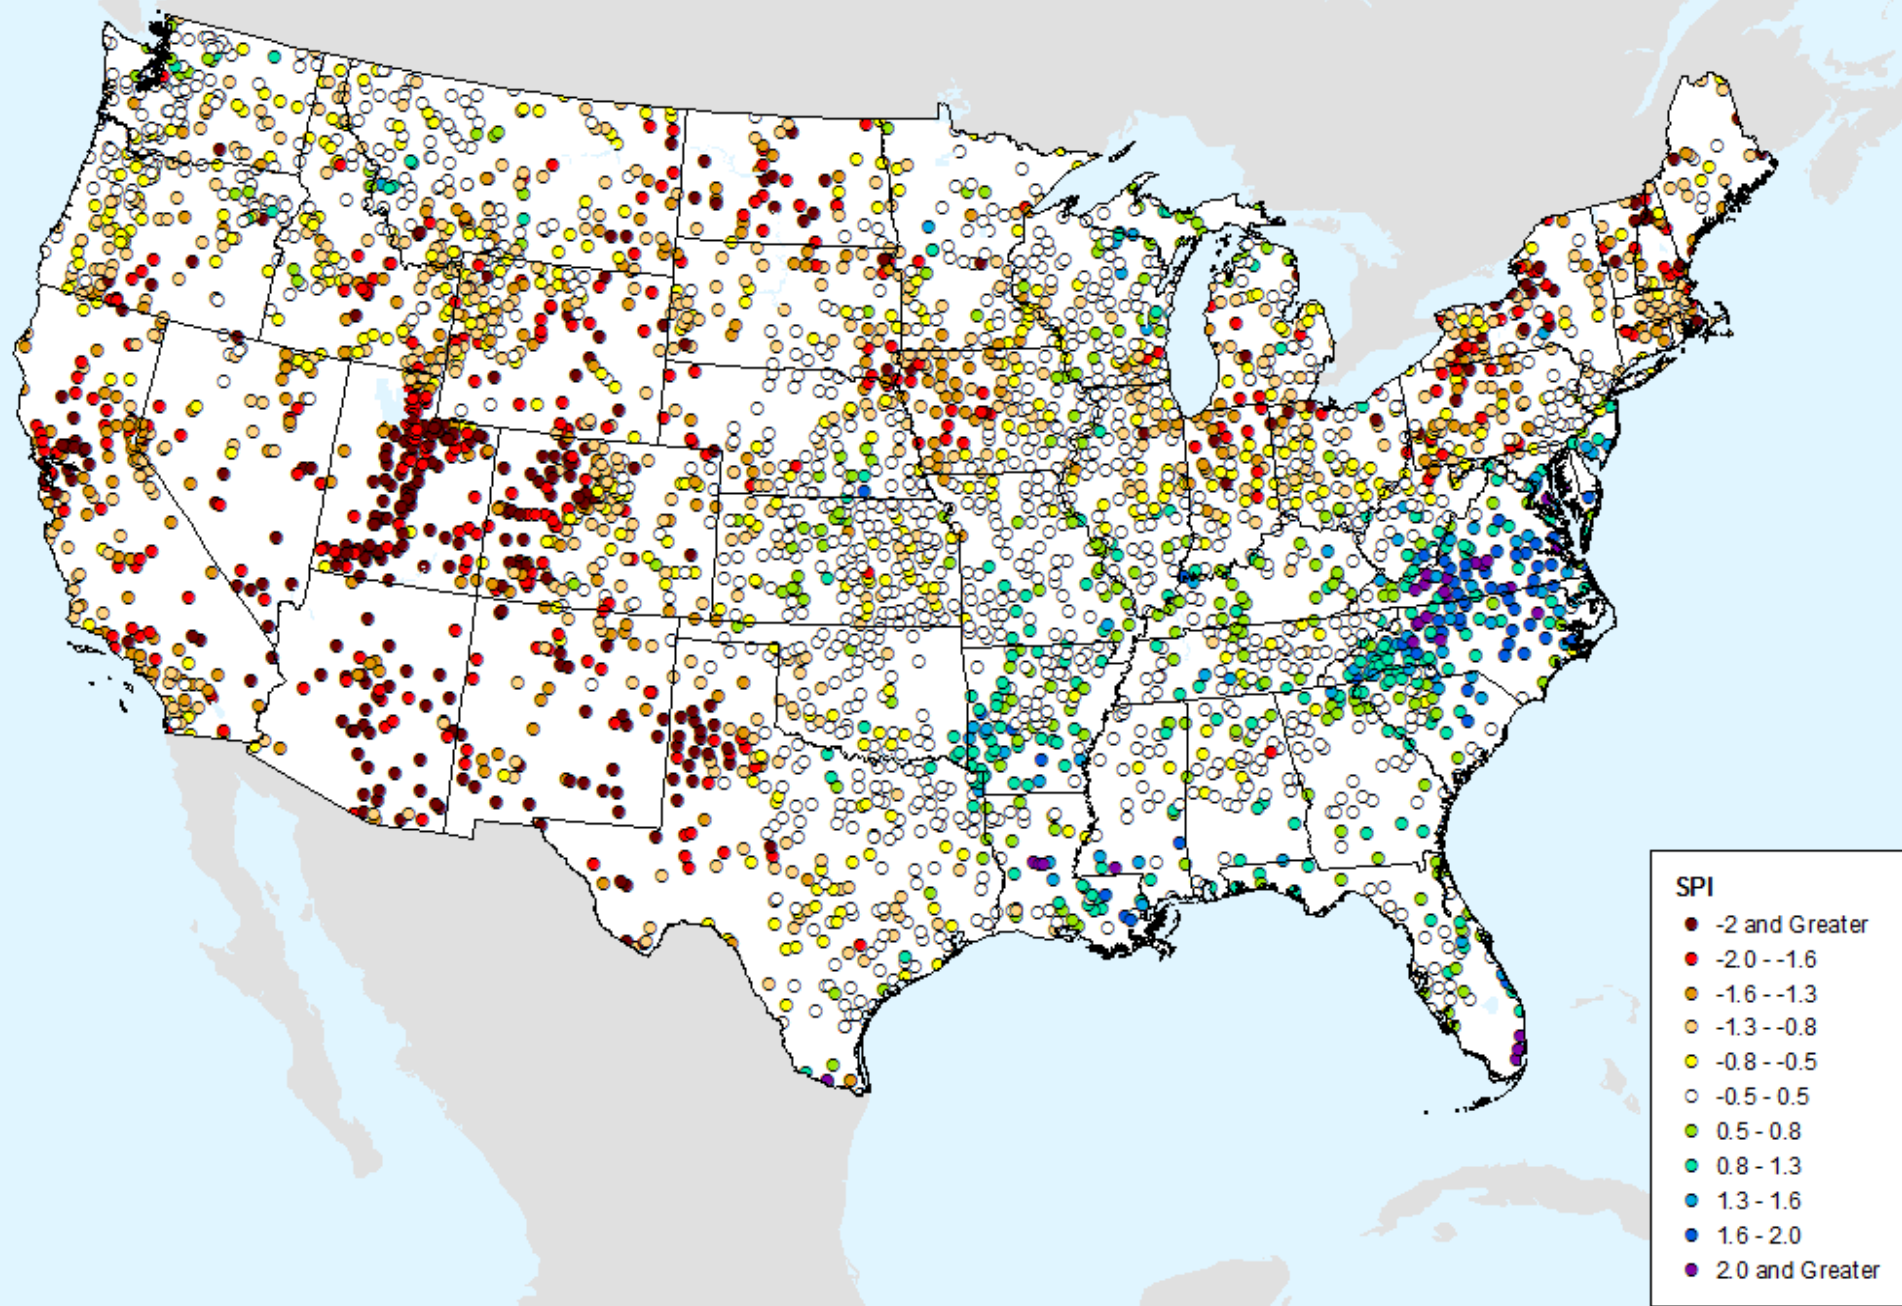 SPI
-2 and Greater
-2.0 - -1.6
-1.6 - -1.3
-1.3 - -0.8
-0.8 - -0.5
-0.5 - 0.5
0.5 - 0.8
0.8 - 1.3
1.3 - 1.6
1.6 - 2.0
2.0 and Greater